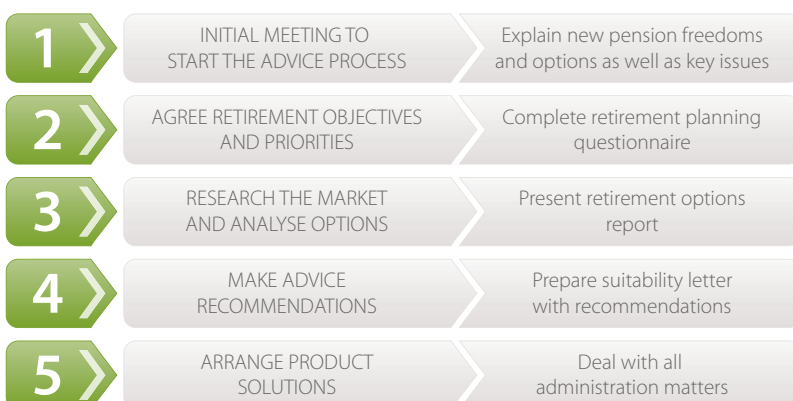 1
INITIAL MEETING TO
START THE ADVICE PROCESS
Explain new pension freedoms
and options as well as key issues
2
AGREE RETIREMENT OBJECTIVES
AND PRIORITIES
Complete retirement planning
questionnaire
3
RESEARCH THE MARKET
AND ANALYSE OPTIONS
Present retirement options
report
4
MAKE ADVICE
RECOMMENDATIONS
Prepare suitability letter
with recommendations
5
ARRANGE PRODUCT
SOLUTIONS
Deal with all
administration matters